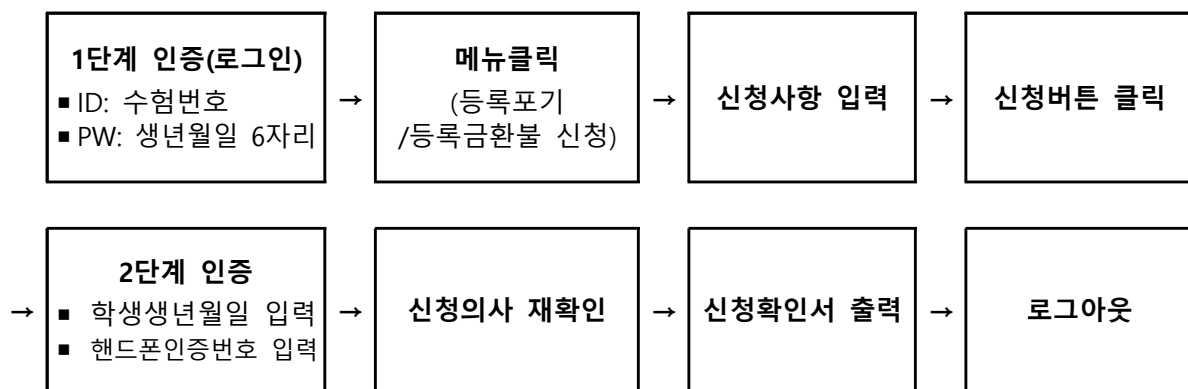 1단계 인증(로그인)
■ ID: 수험번호
■ PW: 생년월일 6자리
→
메뉴클릭
(등록포기
/등록금환불 신청)
→
신청사항 입력
→
신청버튼 클릭
→
2단계 인증
■ 학생생년월일 입력
■ 핸드폰인증번호 입력
→
신청의사 재확인
→
신청확인서 출력
→
로그아웃